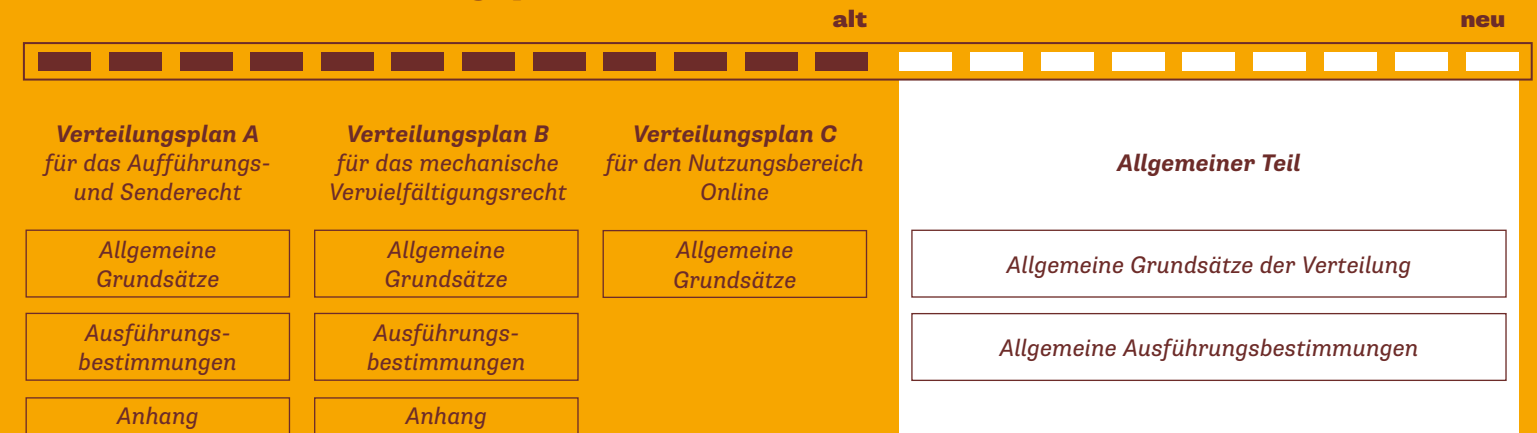 alt
neu
Verteilungsplan A
für das Aufführungs-
und Senderecht
Allgemeine
Grundsätze
Ausführungs-
bestimmungen
Anhang
Verteilungsplan B
für das mechanische
Vervielfältigungsrecht
Allgemeine
Grundsätze
Ausführungs-
bestimmungen
Anhang
Verteilungsplan C
für den Nutzungsbereich
Online
Allgemeine
Grundsätze
Allgemeiner Teil
Allgemeine Grundsätze der Verteilung
Allgemeine Ausführungsbestimmungen